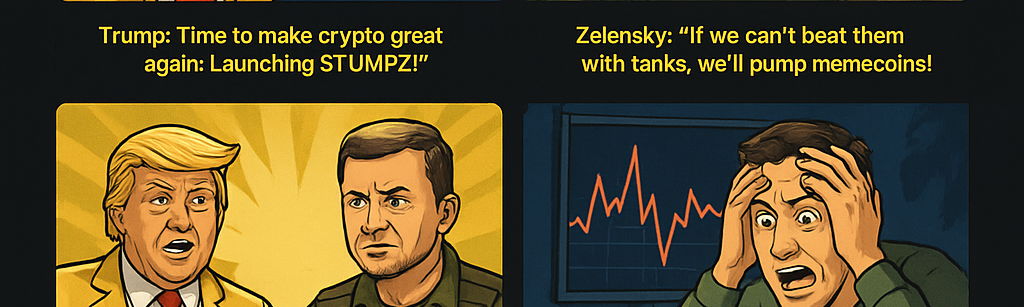 Trump: Time to make crypto great
again: Launching STUMPZ!”
Zelensky: “If we can't beat them
with tanks, we’ll pump memecoins!